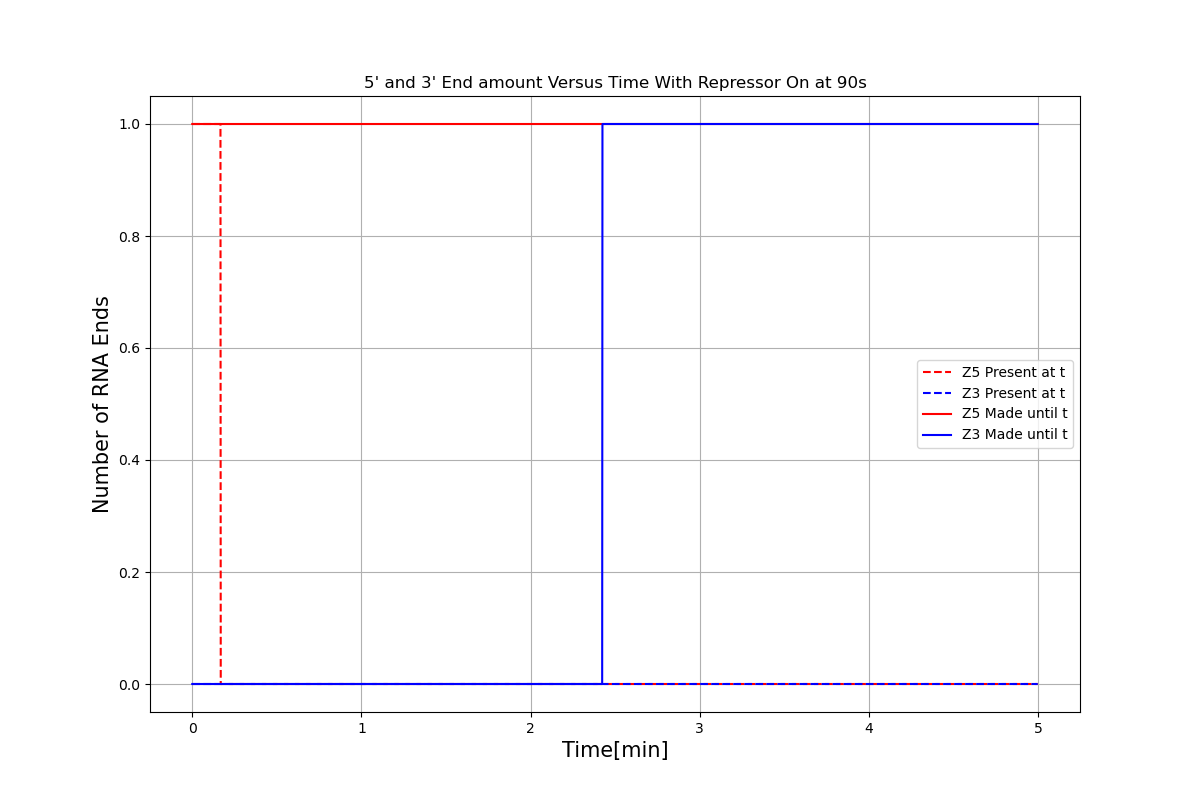 5' and 3' End amount Versus Time With Repressor On at 90s
Number of RNA Ends
1.0
0.8
0.6
0.4
0.2
0.0
Z5 Present at t
Z3 Present at t
Z5 Made until t
Z3 Made until t
0 1 2 3 4 5
Time[min]